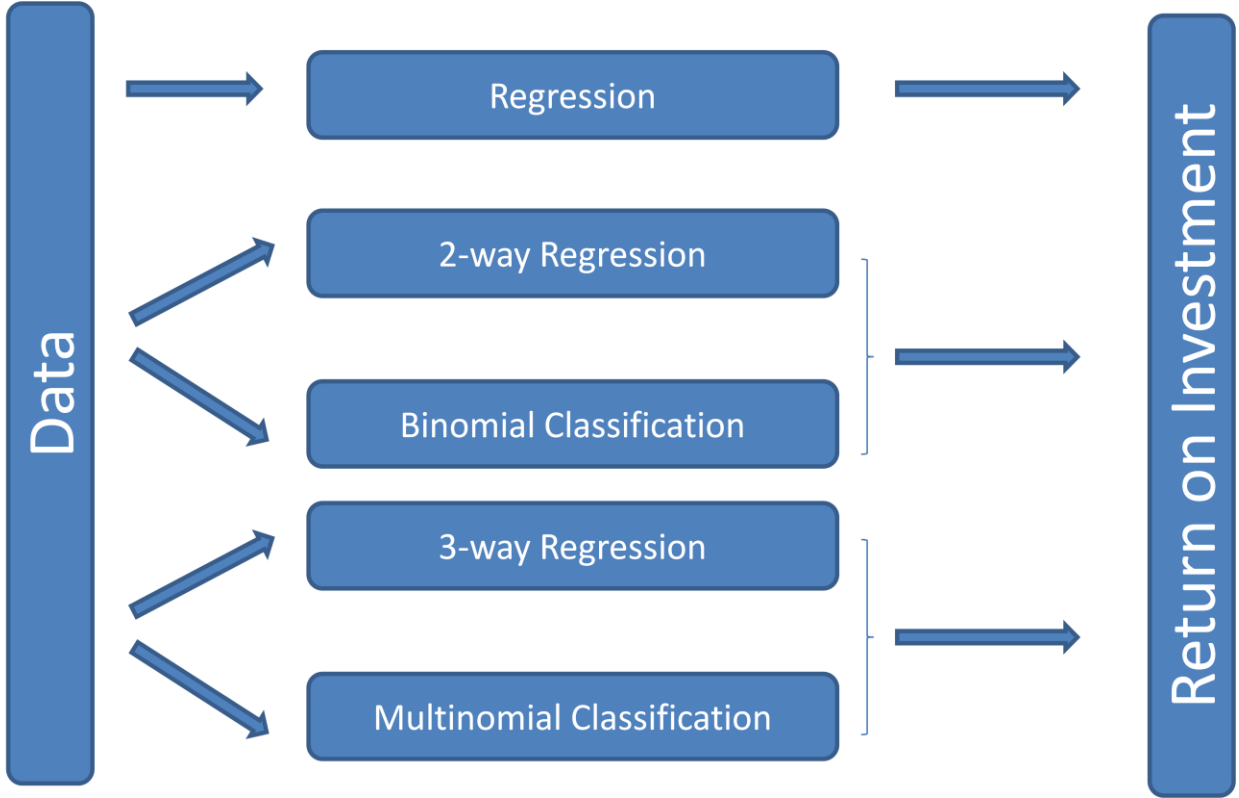 Data
Regression
2-way Regression
Binomial Classification
3-way Regression
Multinomial Classification
Return on Investment